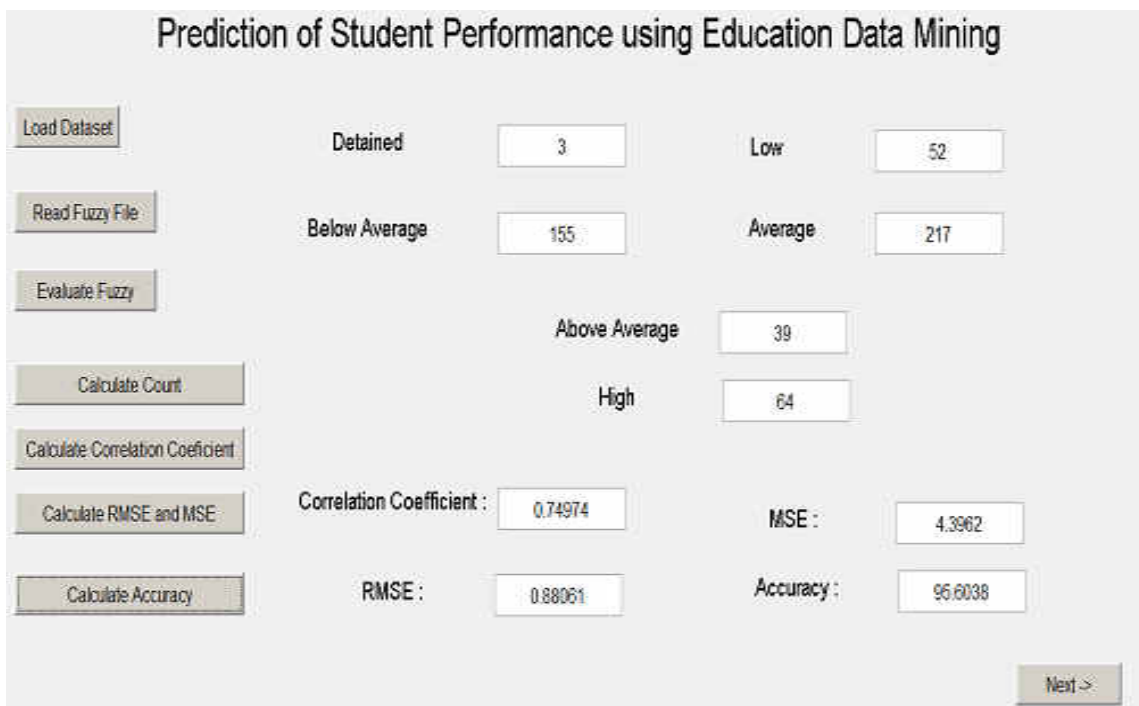 Prediction of Student Performance using Education Data Mining
Load Dataset
Detained 3 Low 52
Read Fuzzy File
Below Average 155 Average 217
Evaluate Fuzzy
Above Average 39
Calculate Count
High 64
Calculate Correlation Coeficient
Calculate RMSE and MSE
Correlation Coefficient : 0.74974 MSE : 4.3962
Calculate Accuracy
RMSE : 0.88061 Accuracy : 95.6038
Next ->